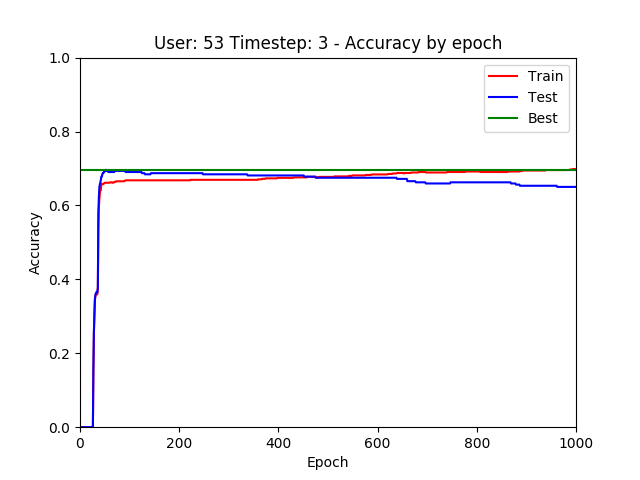 User: 53 Timestep: 3 - Accuracy by epoch
1.0
0.8
0.6
0.4
0.2
0.0
Accuracy
Train
Test
Best
0 200 400 600 800 1000
Epoch